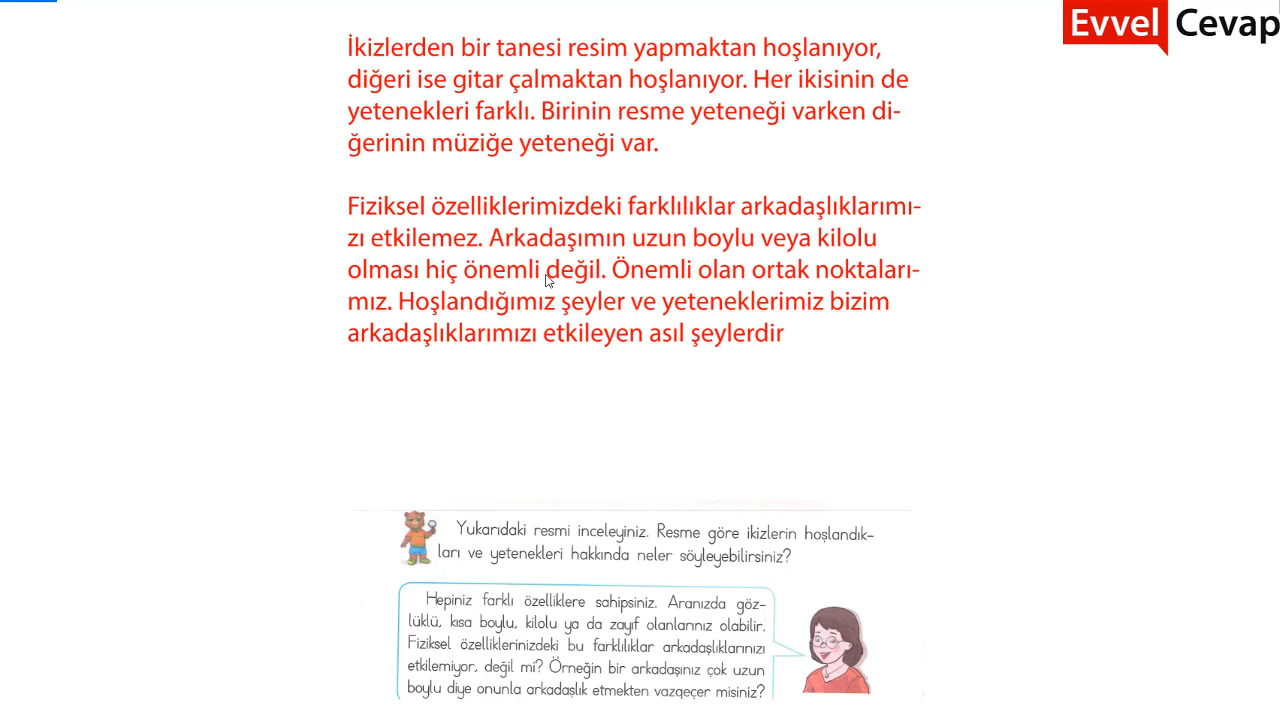 Evvel Cevap
İkizlerden bir tanesi resim yapmaktan hoşlanıyor,
diğeri ise gitar çalmaktan hoşlanıyor. Her ikisinin de
yetenekleri farklı. Birinin resme yeteneği varken di-
ğerinin müziğe yeteneği var.
Fiziksel özelliklerimizdeki farklılıklar arkadaşlıklarımı-
zı etkilemez. Arkadaşımın uzun boylu veya kilolu
olması hiç önemli değil. Önemli olan ortak noktaları-
mız. Hoşlandığımız şeyler ve yeteneklerimiz bizim
arkadaşlıklarımızı etkileyen asıl şeylerdir
Yukarıdaki resmi inceleyiniz. Resme göre ikizlerin hoşlandık-
ları ve yetenekleri hakkında neler söyleyebilirsiniz?
Hepiniz farklı özelliklere sahipsiniz. Aranızda göz-
lüklü, kısa boylu, kilolu ya da zayıf olanlarınız olabilir.
Fiziksel özelliklerinizdeki bu farklılıklar arkadaşlıklarınızı
etkilemiyor, değil mi? Örneğin bir arkadaşınız çok uzun
boylu diye onunla arkadaşlık etmekten vazgeçer misiniz?